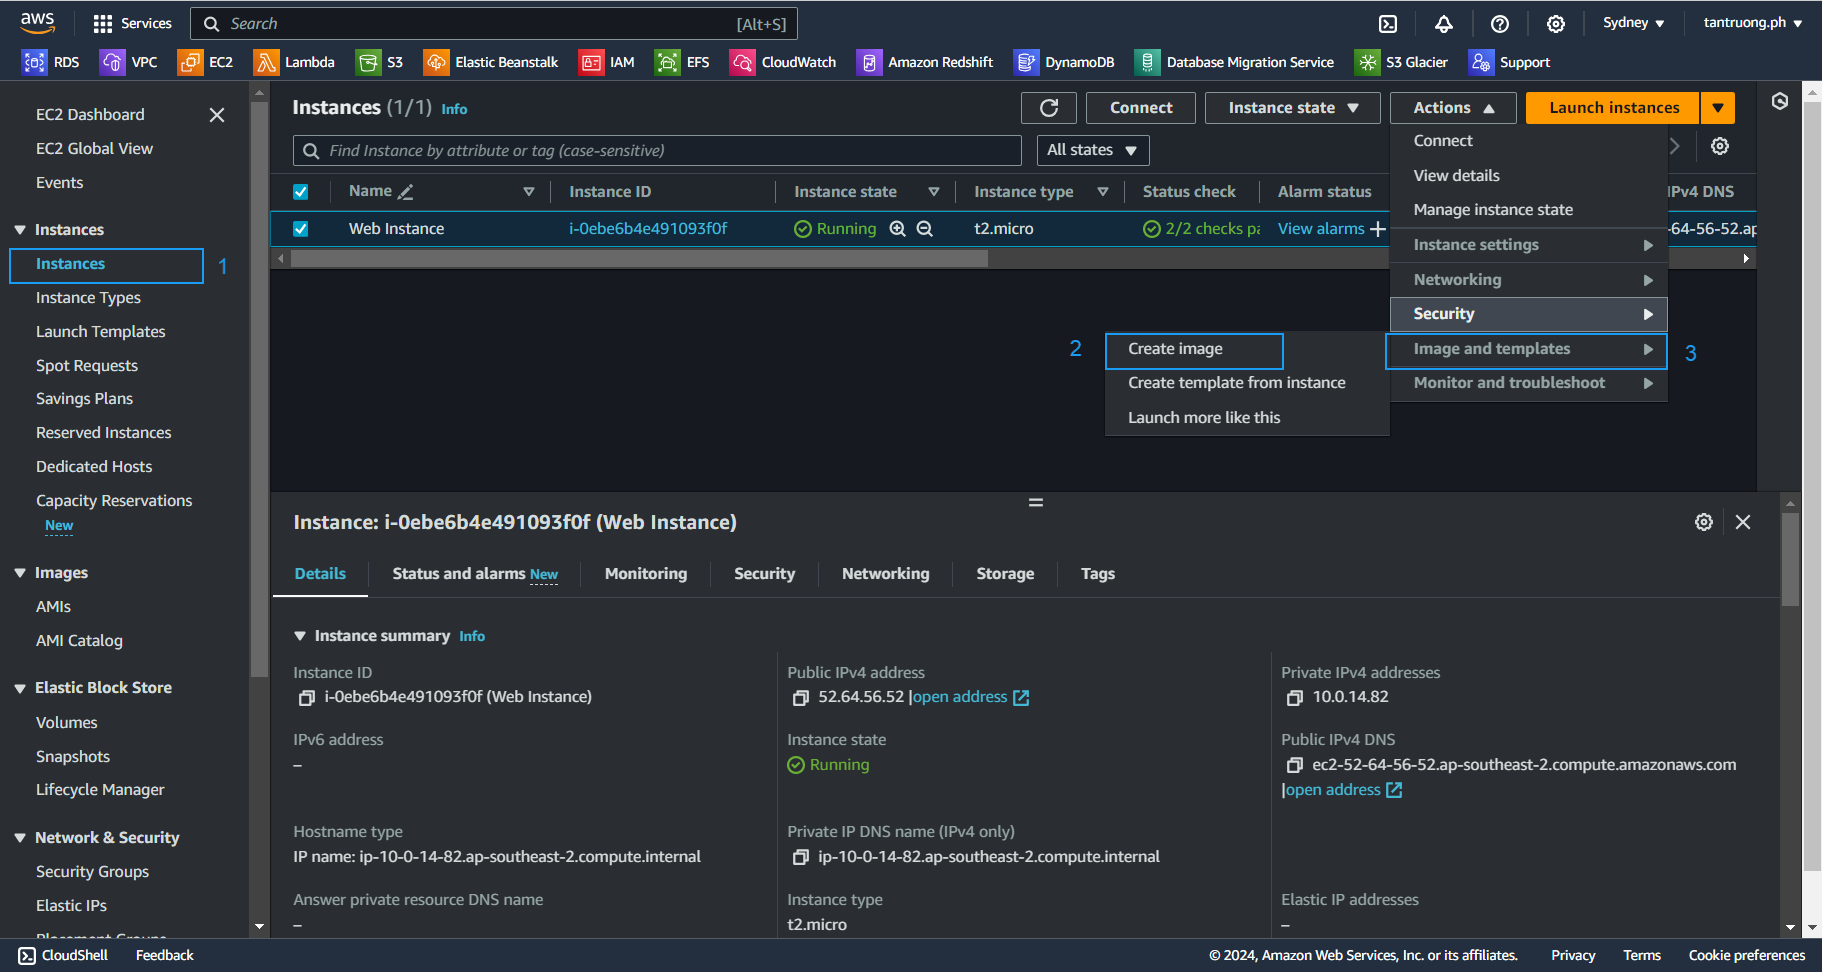 aws
Services
Search
[Alt+S]
Sydney
tantruong.ph
RDS
VPC
EC2
Lambda
S3
Elastic Beanstalk
IAM
EFS
CloudWatch
Amazon Redshift
DynamoDB
Database Migration Service
S3 Glacier
Support
EC2 Dashboard
EC2 Global View
Events
Instances
Instances
1
Instance Types
Launch Templates
Spot Requests
Savings Plans
Reserved Instances
Dedicated Hosts
Capacity Reservations
New
Images
AMIs
AMI Catalog
Elastic Block Store
Volumes
Snapshots
Lifecycle Manager
Network & Security
Security Groups
Elastic IPs
Placement Groups
Instances (1/1) Info
Connect
Instance state
Actions
Launch instances
Find Instance by attribute or tag (case-sensitive)
All states
Name
Instance ID
Instance state
Instance type
Status check
Alarm status
IPv4 DNS
Web Instance
i-0ebe6b4e491093f0f
Running
t2.micro
2/2 checks pa
View alarms
-64-56-52.ap
Connect
View details
Manage instance state
Instance settings
Networking
Security
Image and templates
3
Monitor and troubleshoot
2
Create image
Create template from instance
Launch more like this
Instance: i-0ebe6b4e491093f0f (Web Instance)
Details
Status and alarms New
Monitoring
Security
Networking
Storage
Tags
Instance summary Info
Instance ID
i-0ebe6b4e491093f0f (Web Instance)
Public IPv4 address
52.64.56.52 |open address
Private IPv4 addresses
10.0.14.82
IPv6 address
–
Instance state
Running
Public IPv4 DNS
ec2-52-64-56-52.ap-southeast-2.compute.amazonaws.com
|open address
Hostname type
IP name: ip-10-0-14-82.ap-southeast-2.compute.internal
Private IP DNS name (IPv4 only)
ip-10-0-14-82.ap-southeast-2.compute.internal
Answer private resource DNS name
–
Instance type
t2.micro
Elastic IP addresses
–
CloudShell
Feedback
© 2024, Amazon Web Services, Inc. or its affiliates.
Privacy
Terms
Cookie preferences